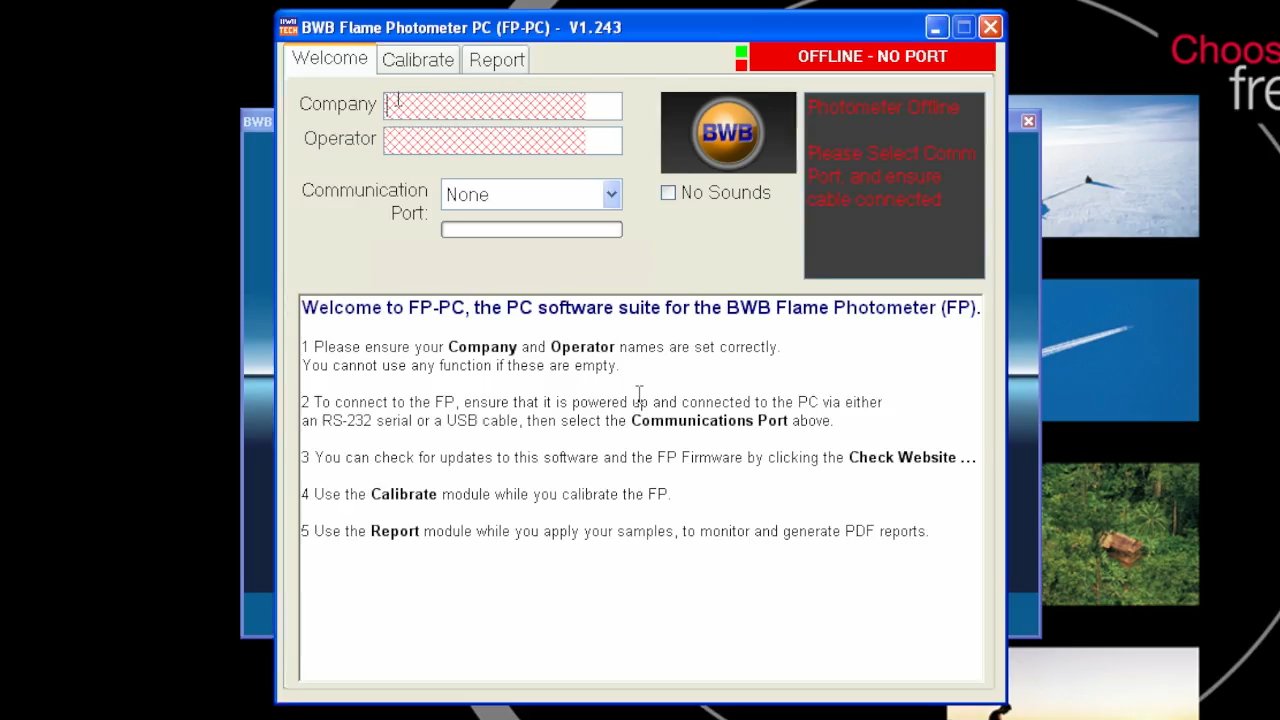 BWB TECH
BWB Flame Photometer PC (FP-PC) - V1.243
Welcome
Calibrate
Report
OFFLINE - NO PORT
Company
Operator
Communication
Port:
None
BWB
No Sounds
Photometer Offline
Please Select Comm
Port: and ensure
cable connected
Welcome to FP-PC, the PC software suite for the BWB Flame Photometer (FP).
1 Please ensure your Company and Operator names are set correctly.
You cannot use any function if these are empty.
2 To connect to the FP, ensure that it is powered up and connected to the PC via either
an RS-232 serial or a USB cable, then select the Communications Port above.
3 You can check for updates to this software and the FP Firmware by clicking the Check Website ...
4 Use the Calibrate module while you calibrate the FP.
5 Use the Report module while you apply your samples, to monitor and generate PDF reports.
BWB
Choos
fre